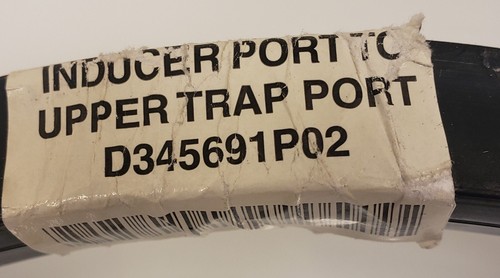 INDUCER PORT TO
UPPER TRAP PORT
D345691P02